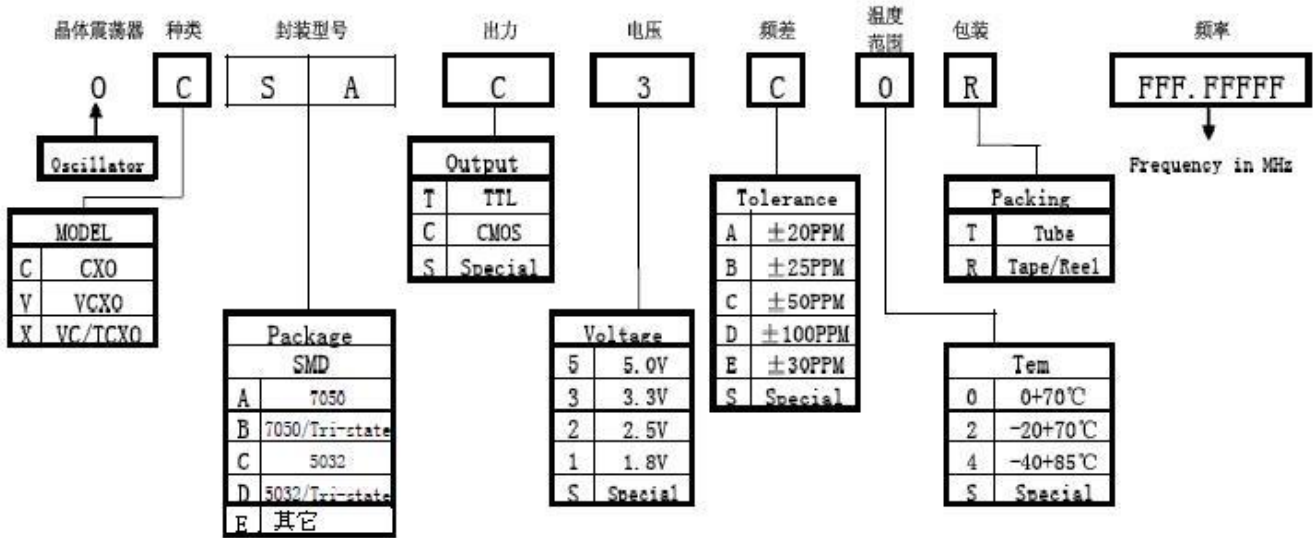 晶体震荡器 种类 封装型号 出力 电压 频差 温度范围 包装 频率
O C S A C 3 C 0 R FFF.FFFFF
Oscillator
Frequency in MHz
MODEL
C CXO
V VCXO
X VC/TCXO
Package
SMD
A 7050
B 7050/Tri-state
C 5032
D 5032/Tri-state
E 其它
Output
T TTL
C CMOS
S Special
Voltage
5 5.0V
3 3.3V
2 2.5V
1 1.8V
S Special
Tolerance
A ±20PPM
B ±25PPM
C ±50PPM
D ±100PPM
E ±30PPM
S Special
Packing
T Tube
R Tape/Reel
Tem
0 0+70℃
2 -20+70℃
4 -40+85℃
S Special